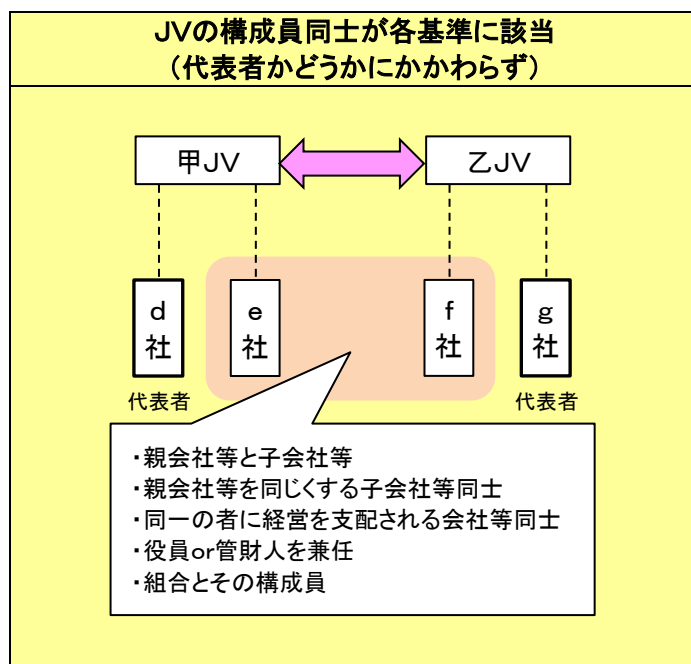 JVの構成員同士が各基準に該当
（代表者かどうかにかかわらず）
甲JV
乙JV
d社
e社
f社
g社
代表者
代表者
・親会社等と子会社等
・親会社等を同じくする子会社等同士
・同一の者に経営を支配される会社等同士
・役員or管財人を兼任
・組合とその構成員